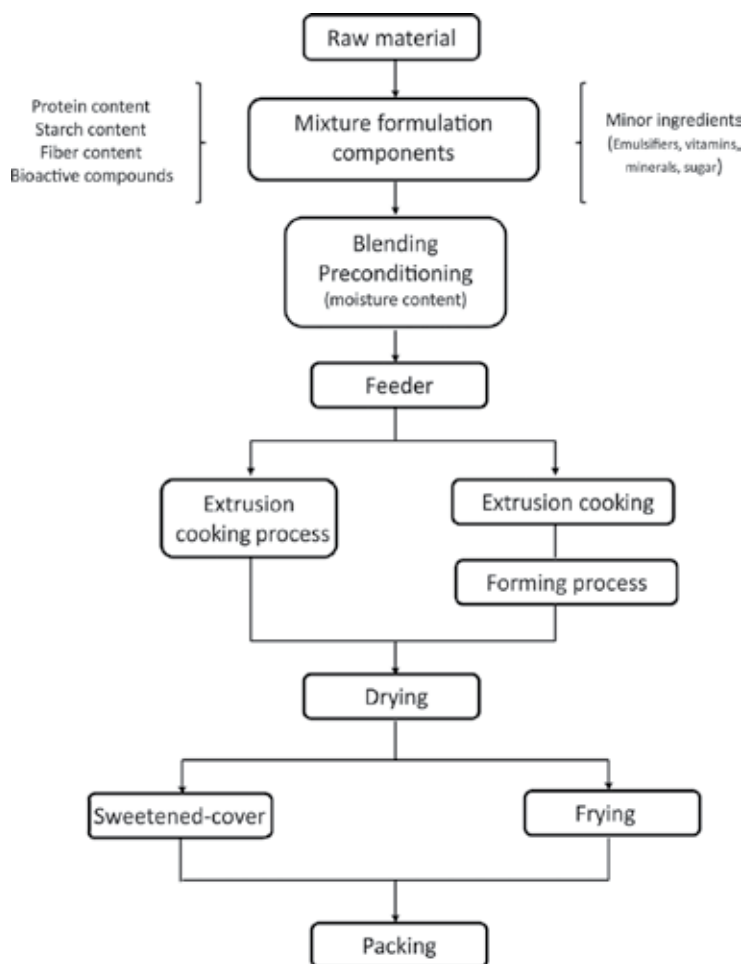 Raw material
Protein content
Starch content
Fiber content
Bioactive compounds
Mixture formulation
components
Minor ingredients
(Emulsifiers, vitamins,,
minerals, sugar)
Blending
Preconditioning
(moisture content)
Feeder
Extrusion
cooking process
Extrusion cooking
Forming process
Drying
Sweetened-cover
Frying
Packing